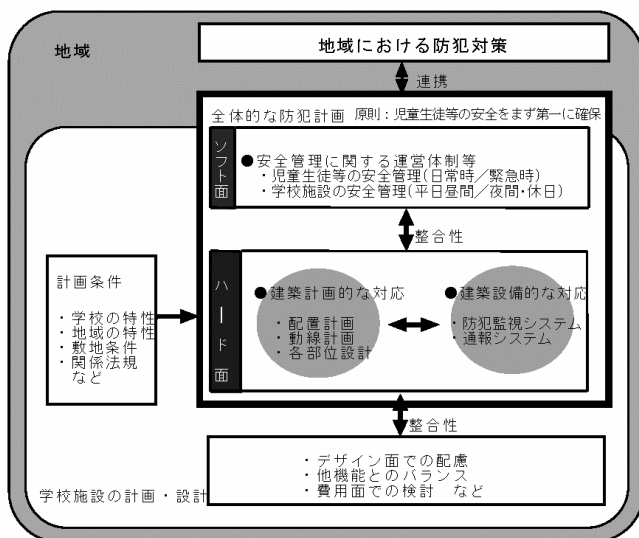 地域における防犯対策
地域
連携
全体的な防犯計画 原則：児童生徒等の安全をまず第一に確保
ソフト面
●安全管理に関する運営体制等
・児童生徒等の安全管理(日常時／緊急時)
・学校施設の安全管理(平日昼間／夜間・休日)
整合性
計画条件
・学校の特性
・地域の特性
・敷地条件
・関係法規
など
ハード面
●建築計画的な対応
・配置計画
・動線計画
・各部位設計
●建築設備的な対応
・防犯監視システム
・通報システム
整合性
・デザイン面での配慮
・他機能とのバランス
・費用面での検討 など
学校施設の計画・設計